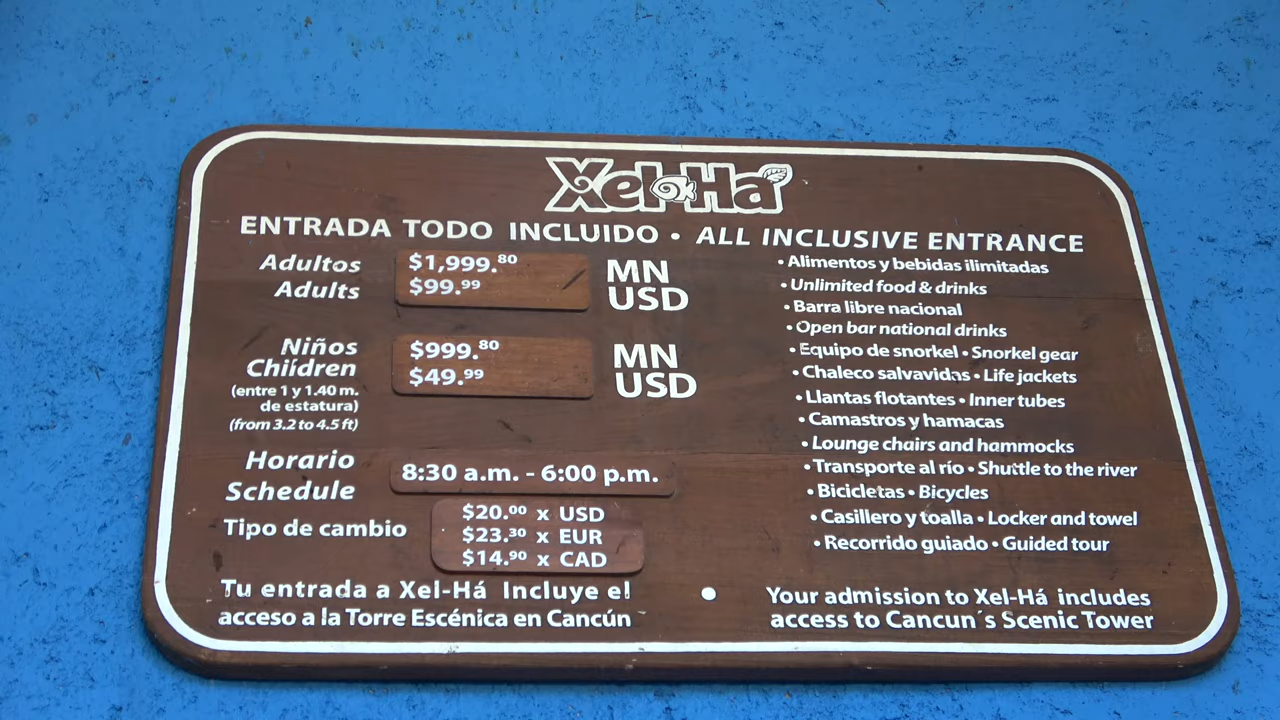 Xel-Há
ENTRADA TODO INCLUIDO • ALL INCLUSIVE ENTRANCE
Adultos $1,999.80 MN
Adults $99.99 USD
Niños $999.80 MN
Children $49.99 USD
(entre 1 y 1.40 m.
de estatura)
(from 3.2 to 4.5 ft)
Horario
Schedule
8:30 a.m. - 6:00 p.m.
Tipo de cambio
$20.00 x USD
$23.30 x EUR
$14.90 x CAD
• Alimentos y bebidas ilimitadas
• Unlimited food & drinks
• Barra libre nacional
• Open bar national drinks
• Equipo de snorkel • Snorkel gear
• Chaleco salvavidas • Life jackets
• Llantas flotantes • Inner tubes
• Camastros y hamacas
• Lounge chairs and hammocks
• Transporte al río • Shuttle to the river
• Bicicletas • Bicycles
• Casillero y toalla • Locker and towel
• Recorrido guiado • Guided tour
Tu entrada a Xel-Há Incluye el
acceso a la Torre Escénica en Cancún
•
Your admission to Xel-Há includes
access to Cancun´s Scenic Tower